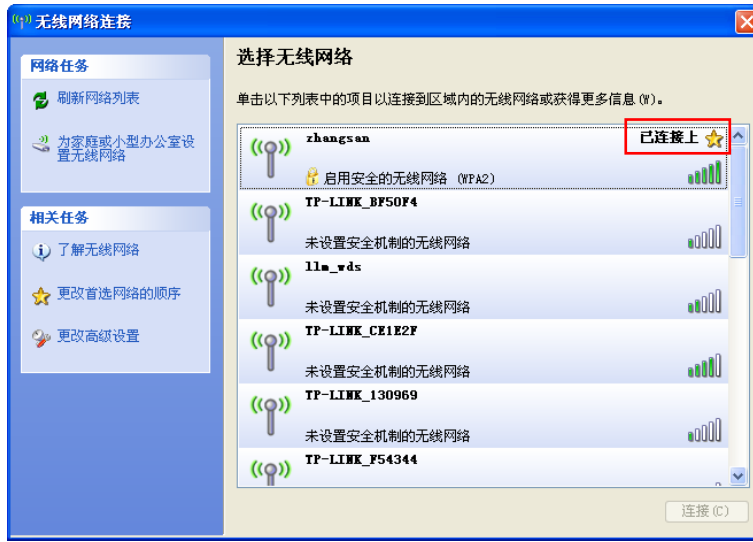 无线网络连接
网络任务
刷新网络列表
为家庭或小型办公室设
置无线网络
相关任务
了解无线网络
更改首选网络的顺序
更改高级设置
选择无线网络
单击以下列表中的项目以连接到区域内的无线网络或获得更多信息(W)。
zhangsan 已连接上
启用安全的无线网络 (WPA2)
TP-LINK_BF50F4
未设置安全机制的无线网络
llm_wds
未设置安全机制的无线网络
TP-LINK_CE1E2F
未设置安全机制的无线网络
TP-LINK_130969
未设置安全机制的无线网络
TP-LINK_F54344
连接(C)